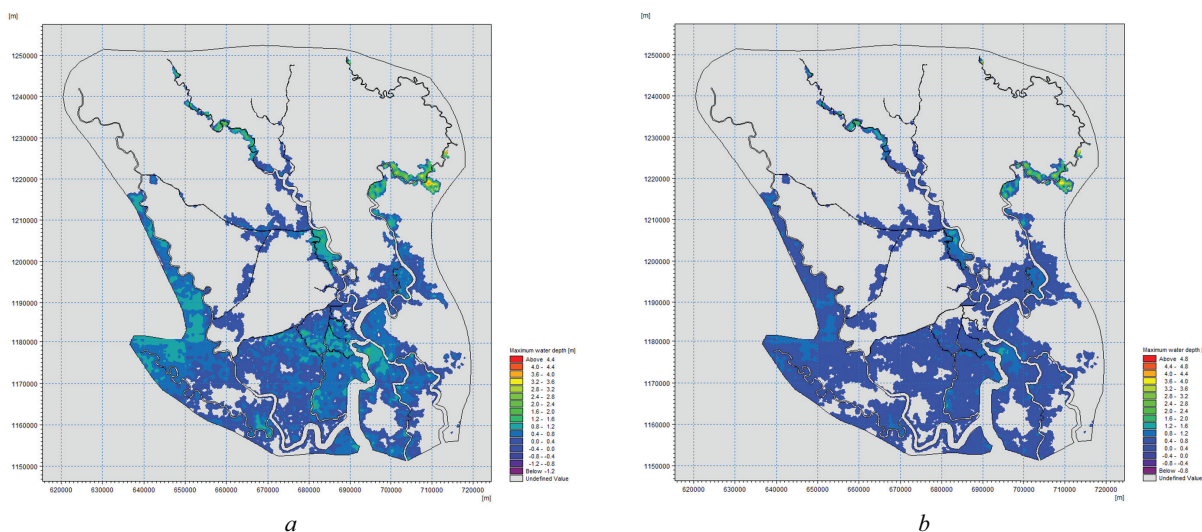 [m]
1250000
1240000
1230000
1220000
1210000
1200000
1190000
1180000
1170000
1160000
1150000
620000 630000 640000 650000 660000 670000 680000 690000 700000 710000 720000
[m]
Maximum water depth [m]
Above 4.4
4.0 - 4.4
3.6 - 4.0
3.2 - 3.6
2.8 - 3.2
2.4 - 2.8
2.0 - 2.4
1.6 - 2.0
1.2 - 1.6
0.8 - 1.2
0.4 - 0.8
0.0 - 0.4
-0.4 - 0.0
-0.8 - -0.4
-1.2 - -0.8
Below -1.2
Undefined Value
a
[m]
1250000
1240000
1230000
1220000
1210000
1200000
1190000
1180000
1170000
1160000
1150000
620000 630000 640000 650000 660000 670000 680000 690000 700000 710000 720000
[m]
Maximum water depth [m]
Above 4.8
4.4 - 4.8
4.0 - 4.4
3.6 - 4.0
3.2 - 3.6
2.8 - 3.2
2.4 - 2.8
2.0 - 2.4
1.6 - 2.0
1.2 - 1.6
0.8 - 1.2
0.4 - 0.8
0.0 - 0.4
-0.4 - 0.0
-0.8 - -0.4
Below -0.8
Undefined Value
b